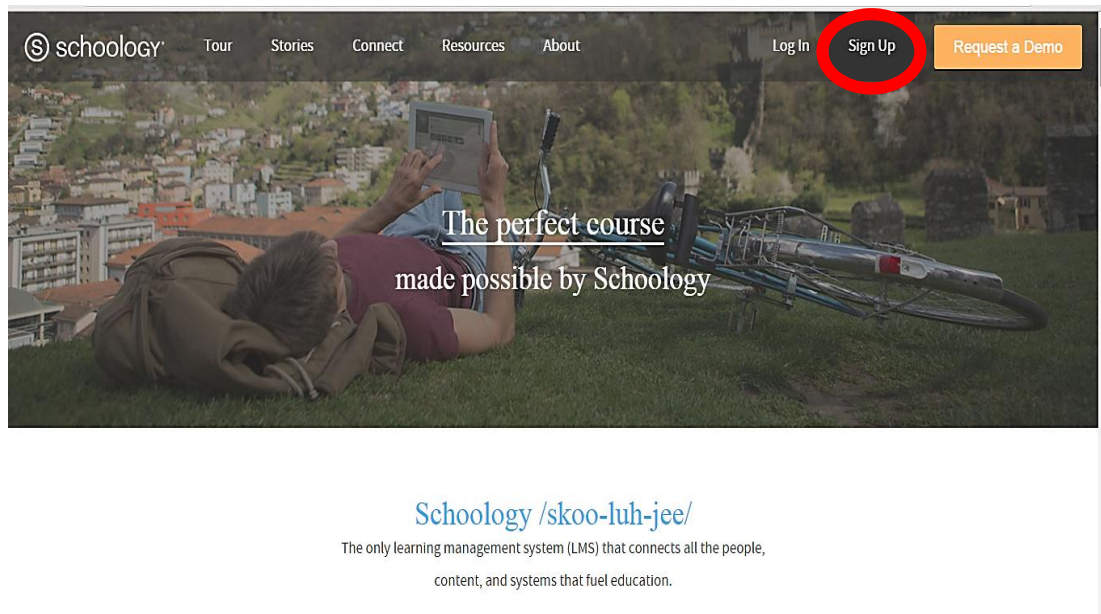 schoology Tour Stories Connect Resources About Log In Sign Up Request a Demo
The perfect course
made possible by Schoology
Schoology /skoo-luh-jee/
The only learning management system (LMS) that connects all the people,
content, and systems that fuel education.